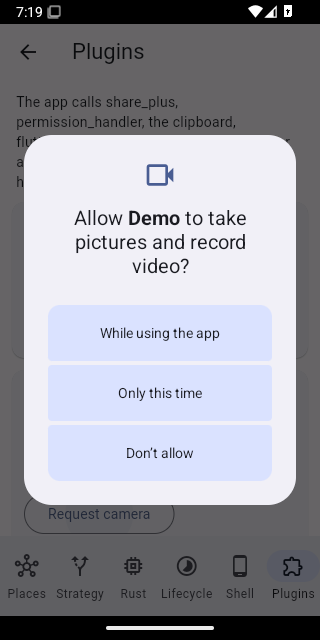 7:19
Plugins
The app calls share_plus,
permission_handler, the clipboard,
Allow Demo to take
pictures and record
video?
While using the app
Only this time
Don't allow
Request camera
Places Strategy Rust Lifecycle Shell Plugins